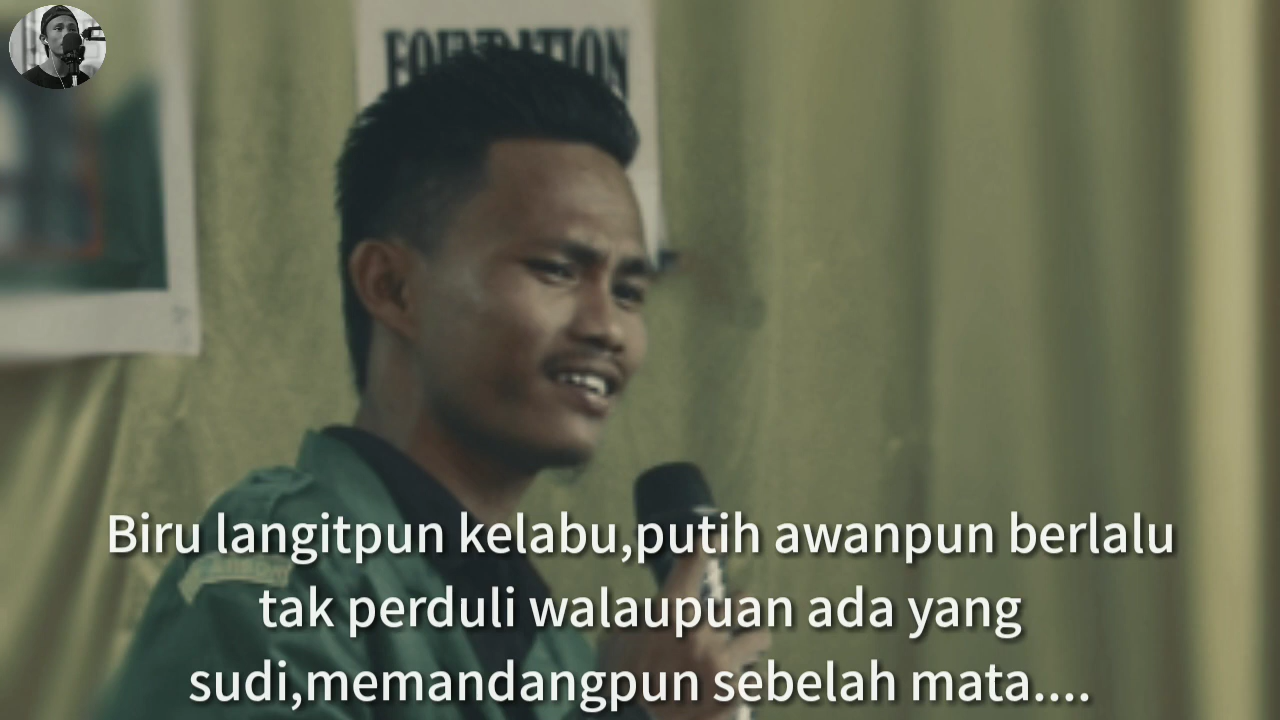 FOUNDATION
Biru langitpun kelabu,putih awanpun berlalu
tak perduli walaupuan ada yang
sudi,memandangpun sebelah mata....